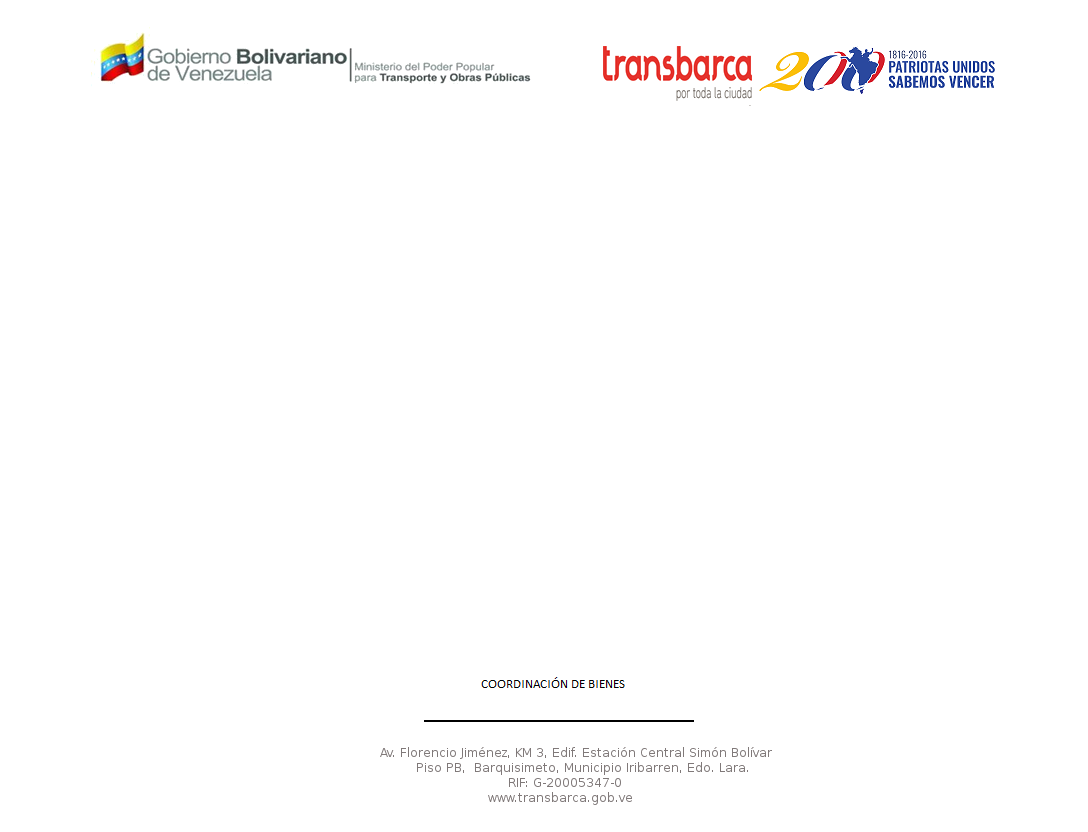 Gobierno Bolivariano
de Venezuela
Ministerio del Poder Popular
para Transporte y Obras Públicas
transbarca
por toda la ciudad
200
1816-2016
PATRIOTAS UNIDOS
SABEMOS VENCER
COORDINACIÓN DE BIENES
Av. Florencio Jiménez, KM 3, Edif. Estación Central Simón Bolívar
Piso PB, Barquisimeto, Municipio Iribarren, Edo. Lara.
RIF: G-20005347-0
www.transbarca.gob.ve